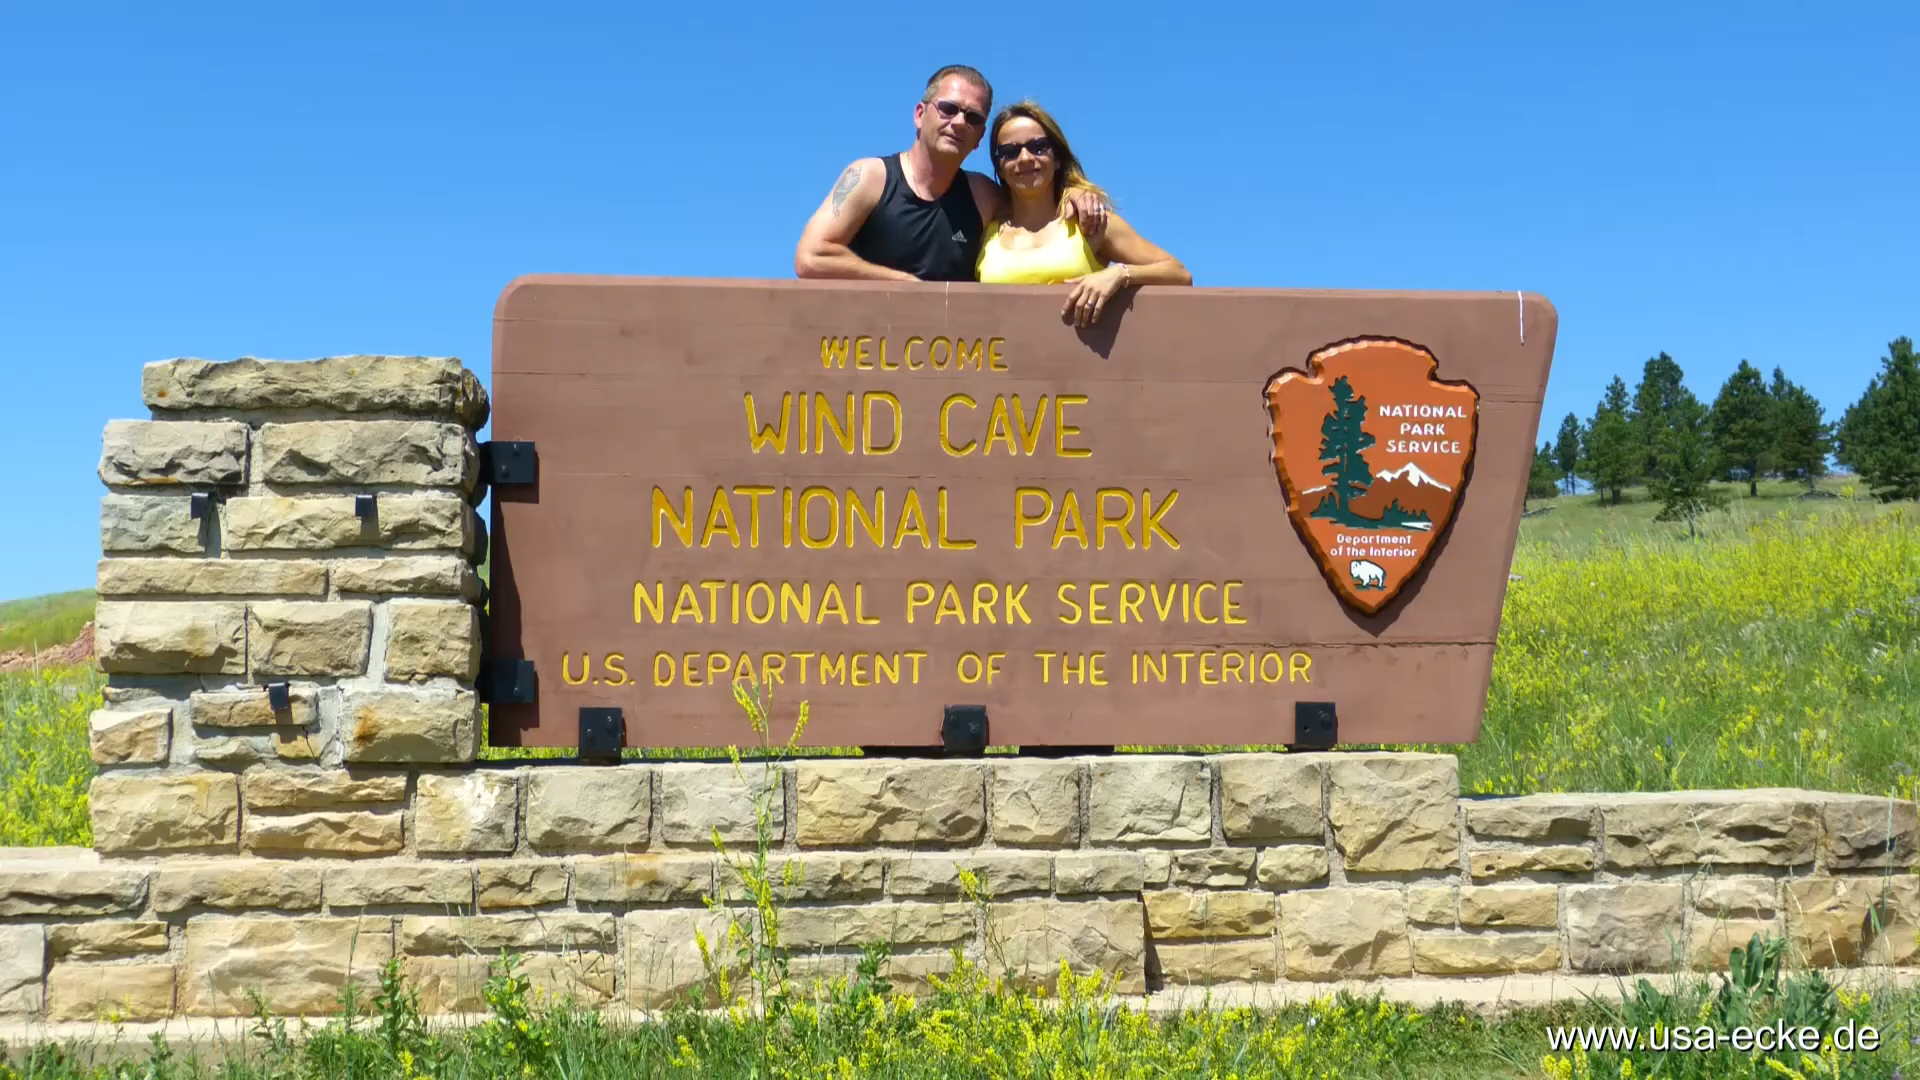 WELCOME
WIND CAVE
NATIONAL PARK
NATIONAL PARK SERVICE
U.S. DEPARTMENT OF THE INTERIOR
NATIONAL
PARK
SERVICE
Department
of the Interior
www.usa-ecke.de